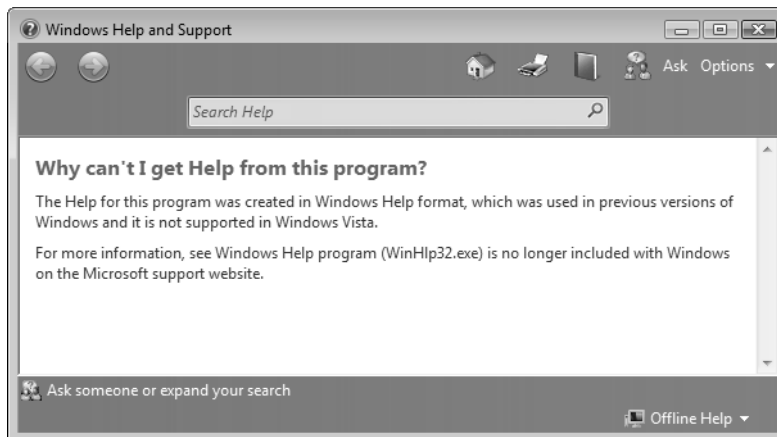 Windows Help and Support
Ask Options
Search Help
Why can't I get Help from this program?
The Help for this program was created in Windows Help format, which was used in previous versions of
Windows and it is not supported in Windows Vista.
For more information, see Windows Help program (WinHlp32.exe) is no longer included with Windows
on the Microsoft support website.
Ask someone or expand your search
Offline Help